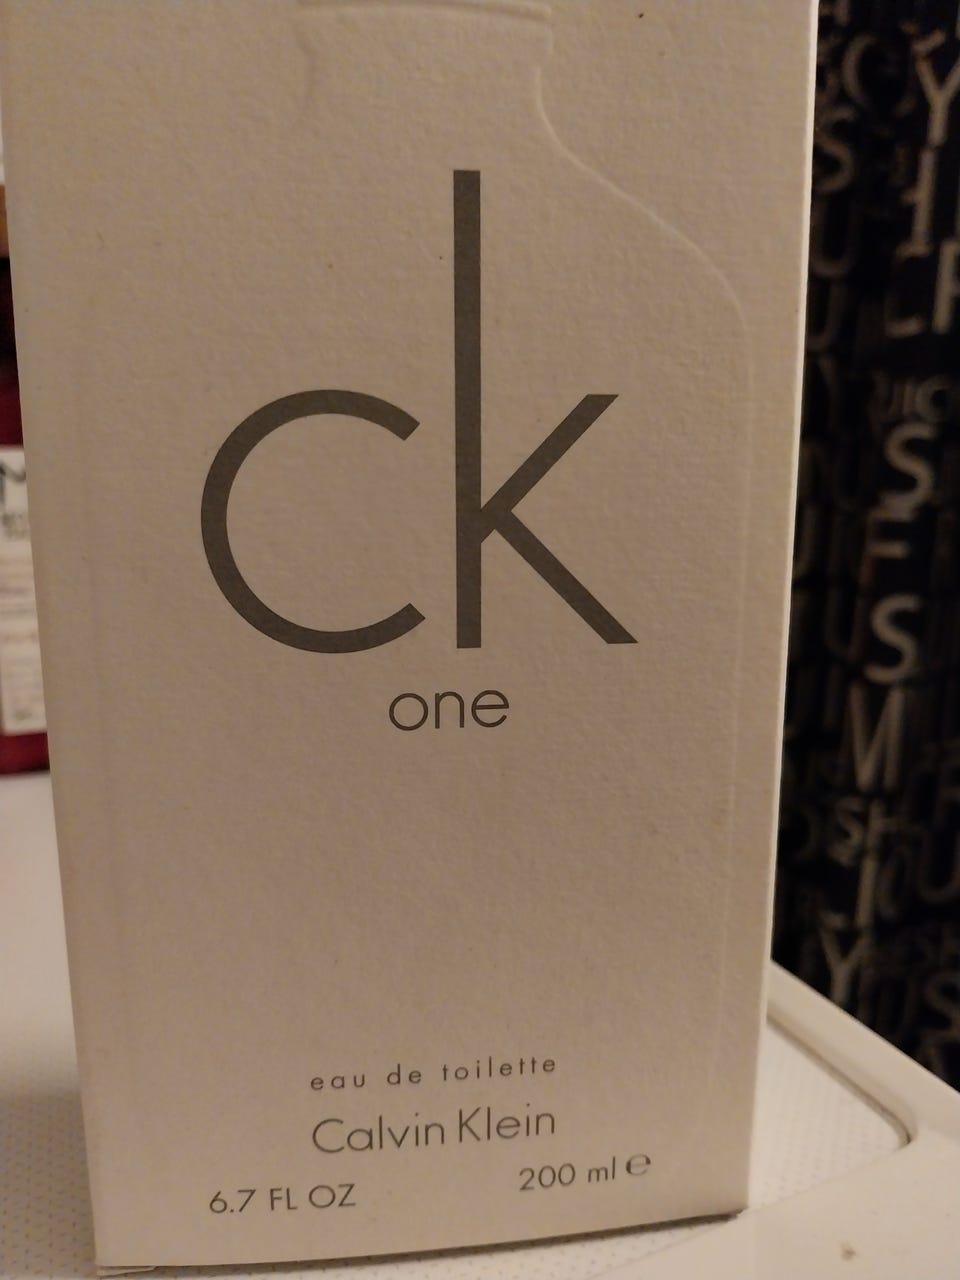 ck
one
eau de toilette
Calvin Klein
6.7 FL OZ 200 ml ℮